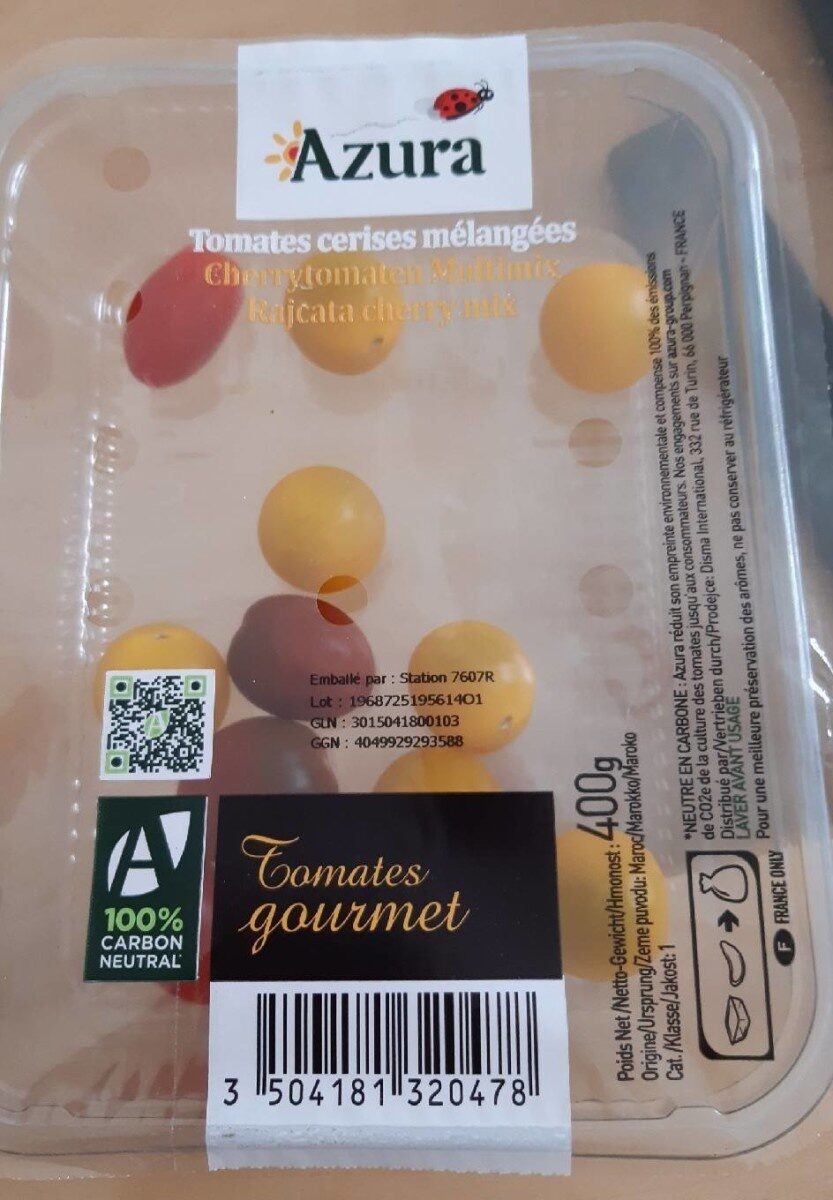 Azura
Tomates cerises mélangées
Cherrytomaten Multimix
Rajcata cherry mix
Emballé par : Station 7607R
Lot : 196872519561401
GLN : 3015041800103
GGN : 4049929293588
A
100%
CARBON
NEUTRAL*
Tomates
gourmet
3 504181 320478
Poids Net/Netto-Gewicht/Hmonost: 400g
Origine/Ursprung/Zeme puvodu: Maroc/Marokko/Maroko
Cat./Klasse/Jakost: 1
*NEUTRE EN CARBONE : Azura réduit son empreinte environnementale et compense 100% des émissions
de CO2e de la culture des tomates jusqu'aux consommateurs. Nos engagements sur azura-group.com
Distribué par/Vertrieben durch/Prodejce: Disma International, 332 rue de Turin, 66 000 Perpignan - FRANCE
LAVER AVANT USAGE
Pour une meilleure préservation des arômes, ne pas conserver au réfrigérateur
F FRANCE ONLY